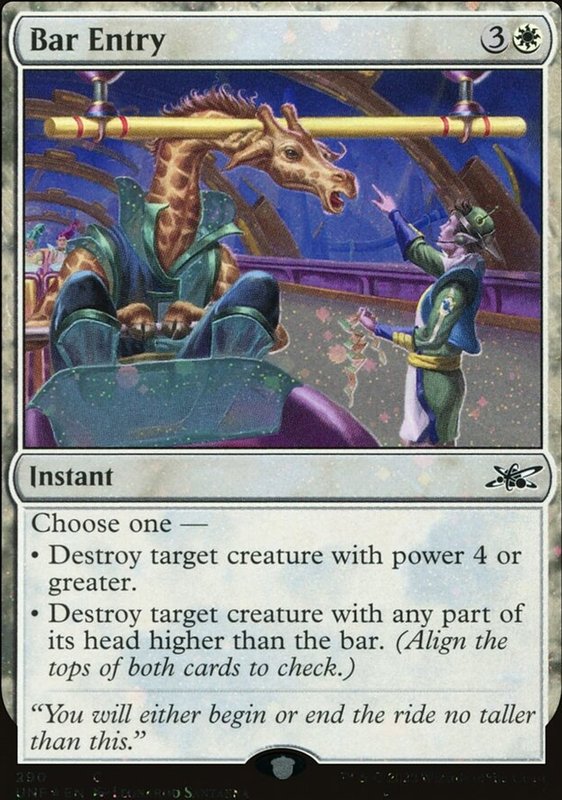 Bar Entry
3
Instant
Choose one —
• Destroy target creature with power 4 or
greater.
• Destroy target creature with any part of
its head higher than the bar. (Align the
tops of both cards to check.)
“You will either begin or end the ride no taller
than this.”
290 C